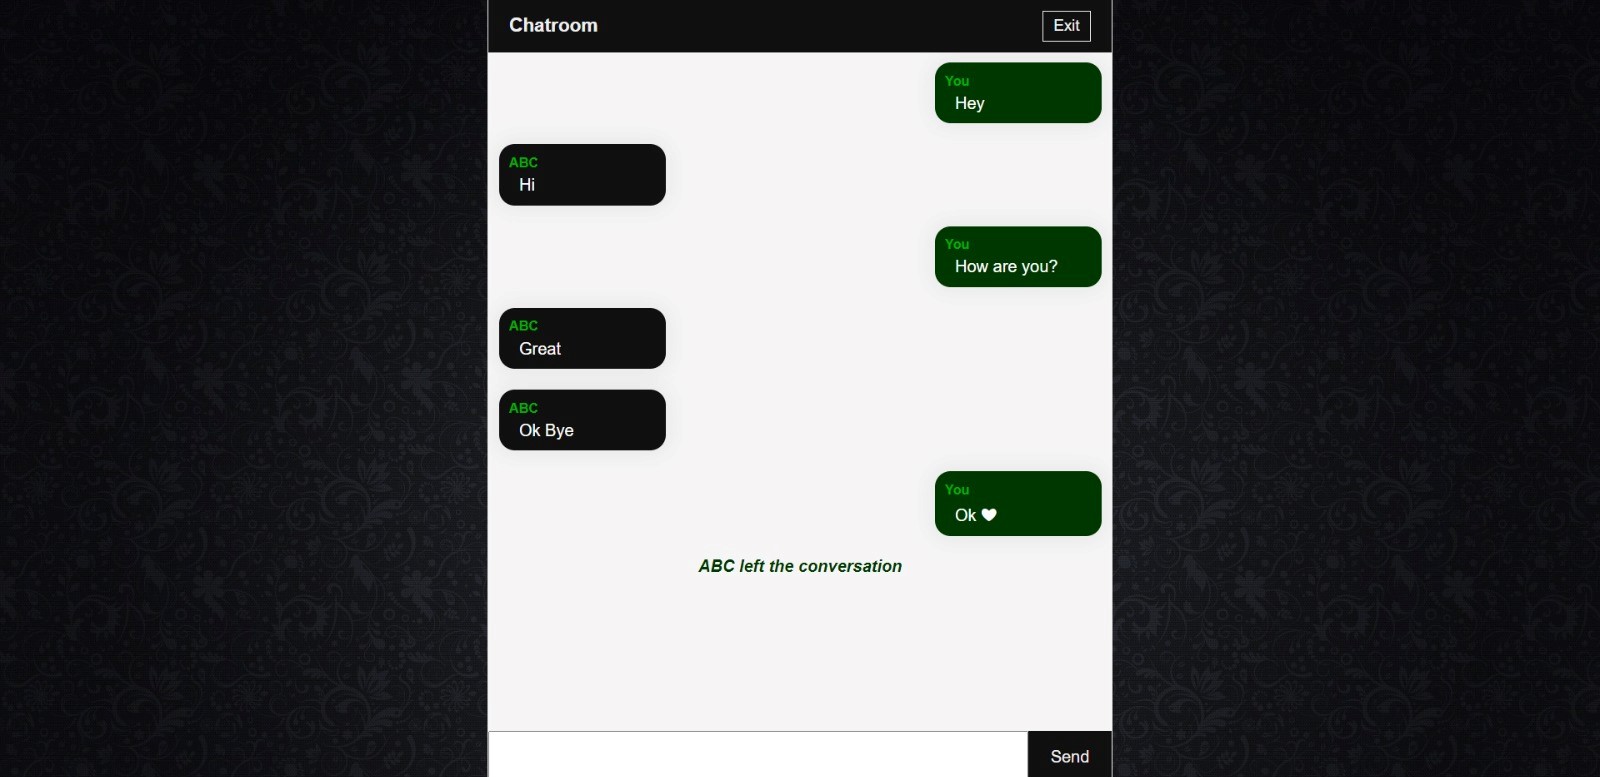 Chatroom
Exit
You
Hey
ABC
Hi
You
How are you?
ABC
Great
ABC
Ok Bye
You
Ok 🤍
ABC left the conversation
Send